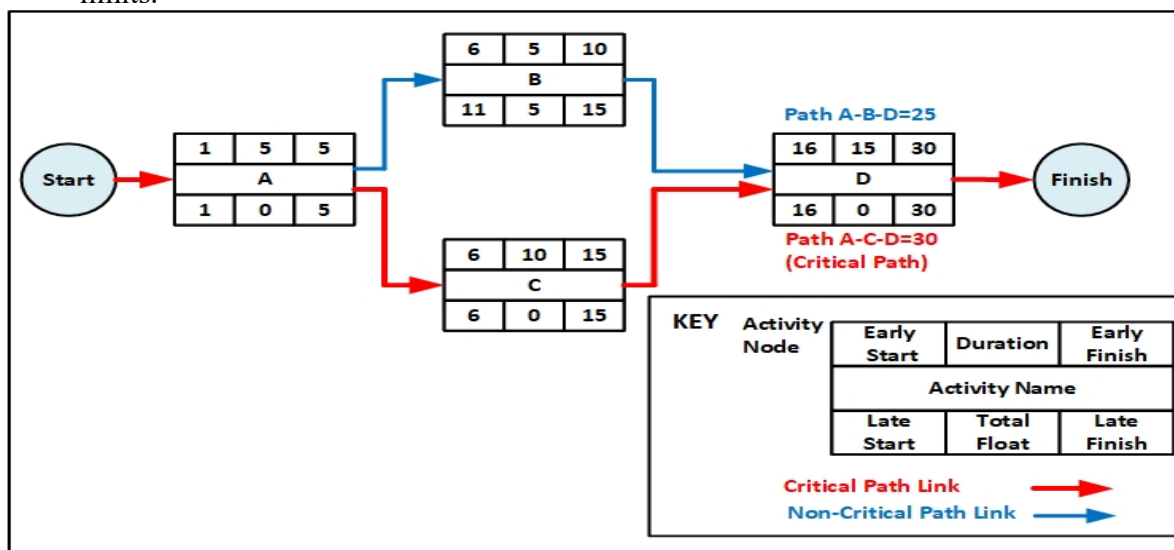 6 5 10
B
11 5 15
Path A-B-D=25
1 5 5
A
1 0 5
Start
16 15 30
D
16 0 30
Finish
Path A-C-D=30
(Critical Path)
6 10 15
C
6 0 15
KEY
Activity
Node
Early
Start
Duration
Early
Finish
Activity Name
Late
Start
Total
Float
Late
Finish
Critical Path Link
Non-Critical Path Link